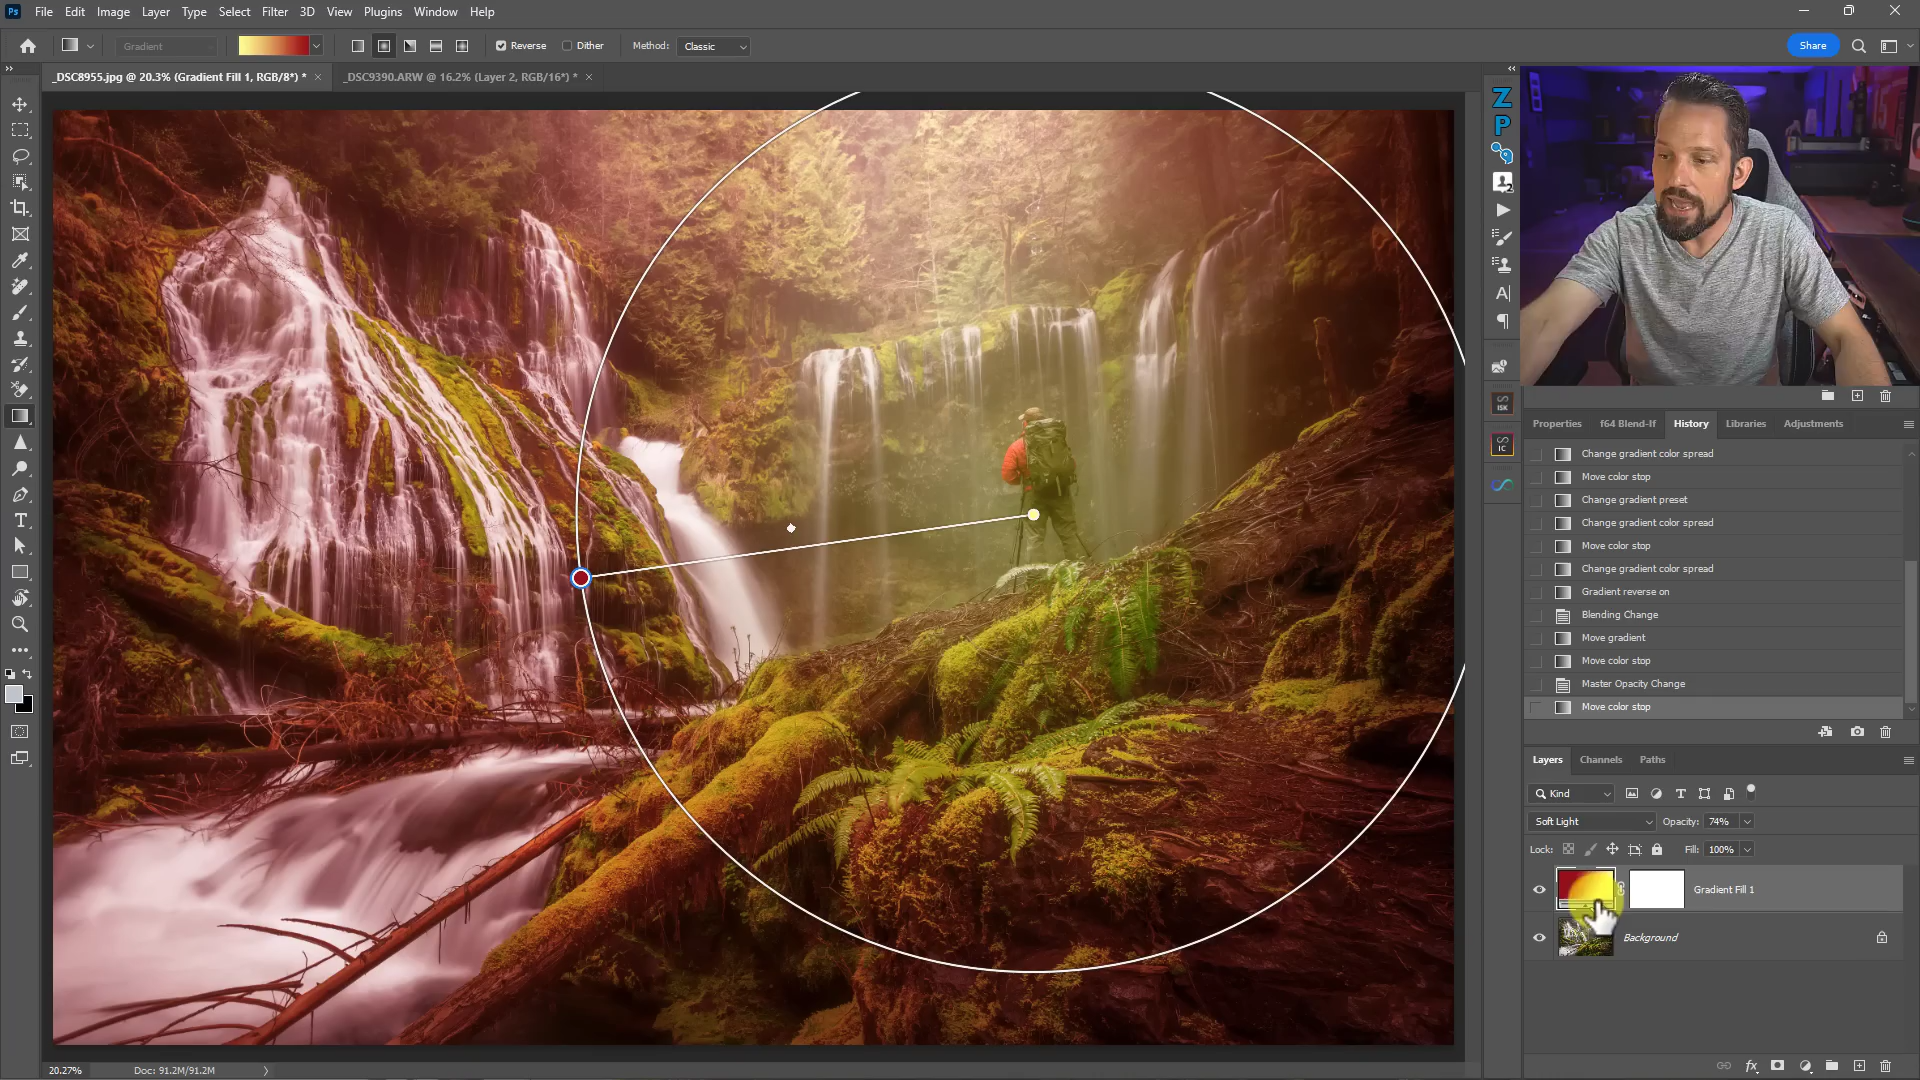 Ps File Edit Image Layer Type Select Filter 3D View Plugins Window Help
Gradient Reverse Dither Method: Classic Share
_DSC8955.jpg @ 20.3% (Gradient Fill 1, RGB/8*) * × _DSC9390.ARW @ 16.2% (Layer 2, RGB/16*) * ×
Z
P
2
A
ISK
IC
T
Properties f64 Blend-If History Libraries Adjustments
Change gradient color spread
Move color stop
Change gradient preset
Change gradient color spread
Move color stop
Change gradient color spread
Gradient reverse on
Blending Change
Move gradient
Move color stop
Master Opacity Change
Move color stop
Layers Channels Paths
Kind T
Soft Light Opacity: 74%
Lock: Fill: 100%
Gradient Fill 1
Background
fx
20.27% Doc: 91.2M/91.2M